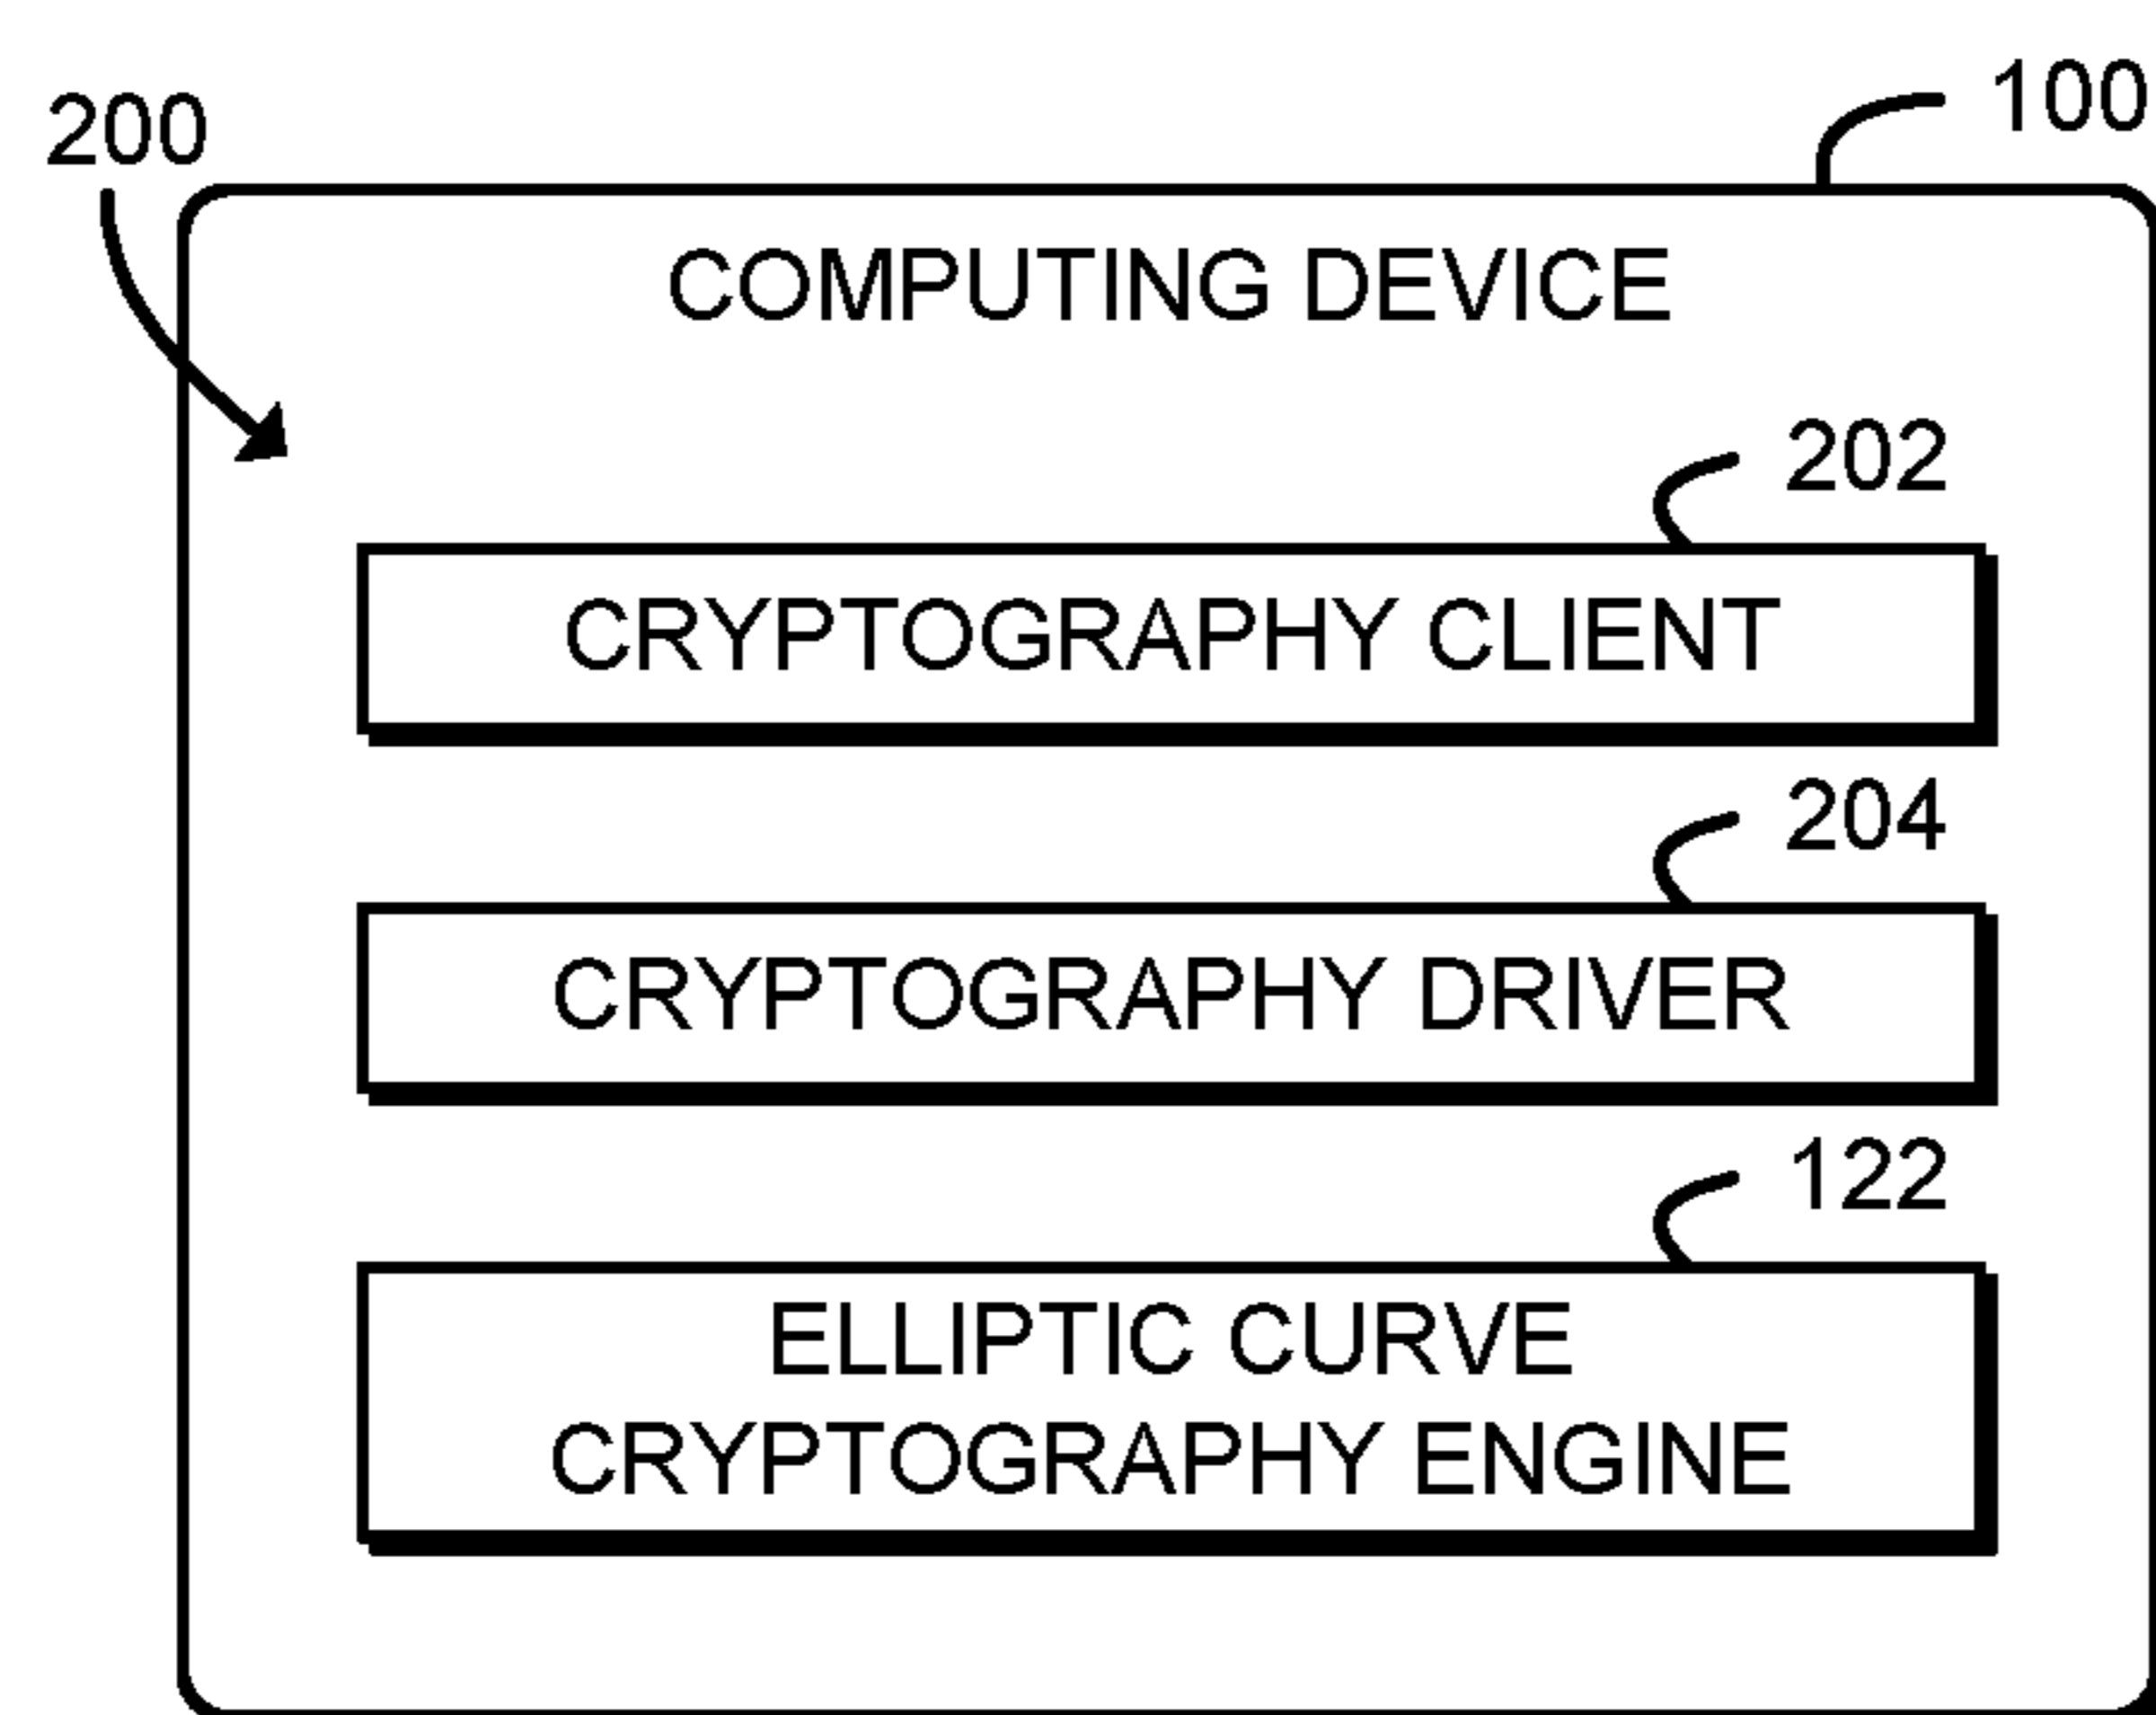 100
200
COMPUTING DEVICE
202
CRYPTOGRAPHY CLIENT
204
CRYPTOGRAPHY DRIVER
122
ELLIPTIC CURVE
CRYPTOGRAPHY ENGINE